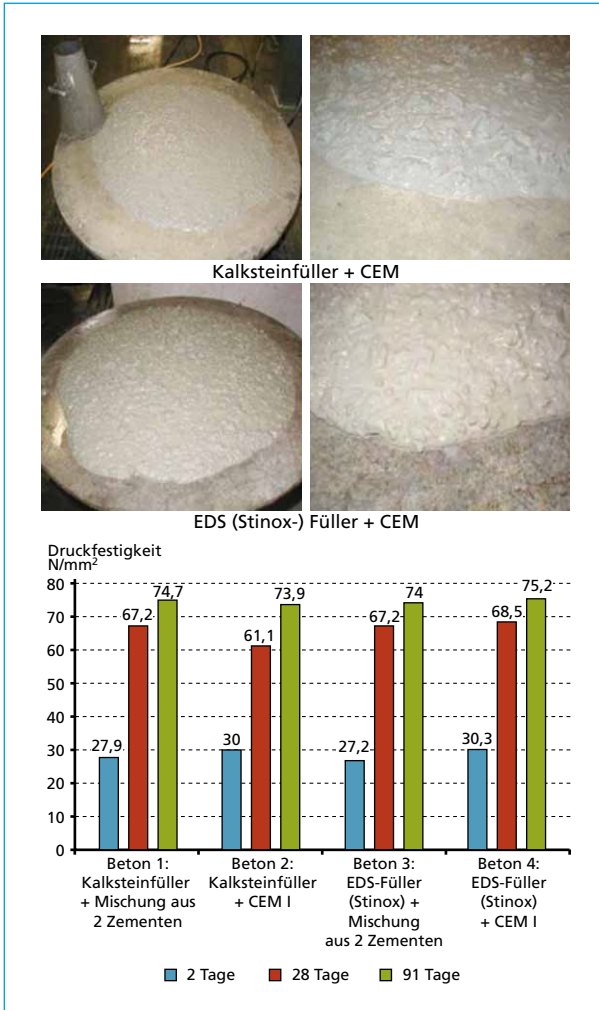 Kalksteinfüller + CEM
EDS (Stinox-) Füller + CEM
Druckfestigkeit
N/mm²
80
70
60
50
40
30
20
10
0
27,9
67,2
74,7
30
61,1
73,9
27,2
67,2
74
30,3
68,5
75,2
Beton 1:
Kalksteinfüller
+ Mischung aus
2 Zementen
Beton 2:
Kalksteinfüller
+ CEM I
Beton 3:
EDS-Füller
(Stinox) +
Mischung
aus 2 Zementen
Beton 4:
EDS-Füller
(Stinox)
+ CEM I
2 Tage
28 Tage
91 Tage